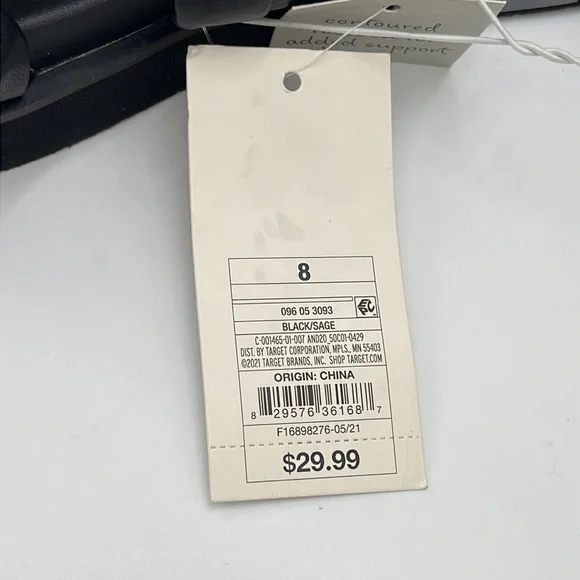 contoured
added support
8
096 05 3093
BLACK/SAGE
C-001465-01-007 AND20_50C01-0429
DIST. BY TARGET CORPORATION, MPLS., MN 55403
©2021 TARGET BRANDS, INC. SHOP TARGET.COM
ORIGIN: CHINA
8 29576 36168 7
F16898276-05/21
$29.99